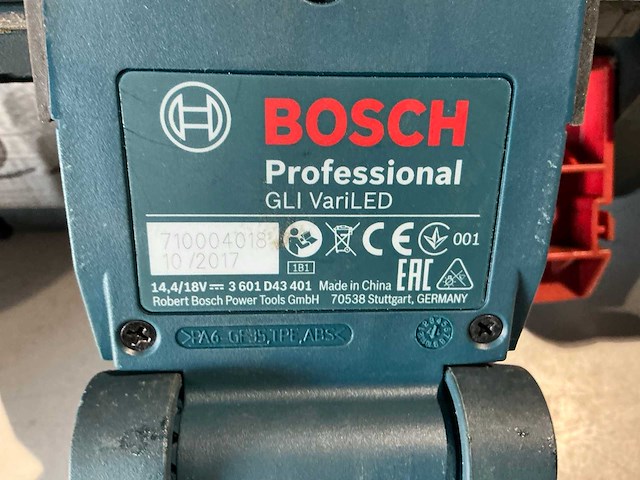 BOSCH
Professional
GLI VariLED
710004018
10/2017
1B1
CE
001
14,4/18V 3 601 D43 401 Made in China
EAC
Robert Bosch Power Tools GmbH 70538 Stuttgart, GERMANY
>PA6-GF35,TPE,ABS<